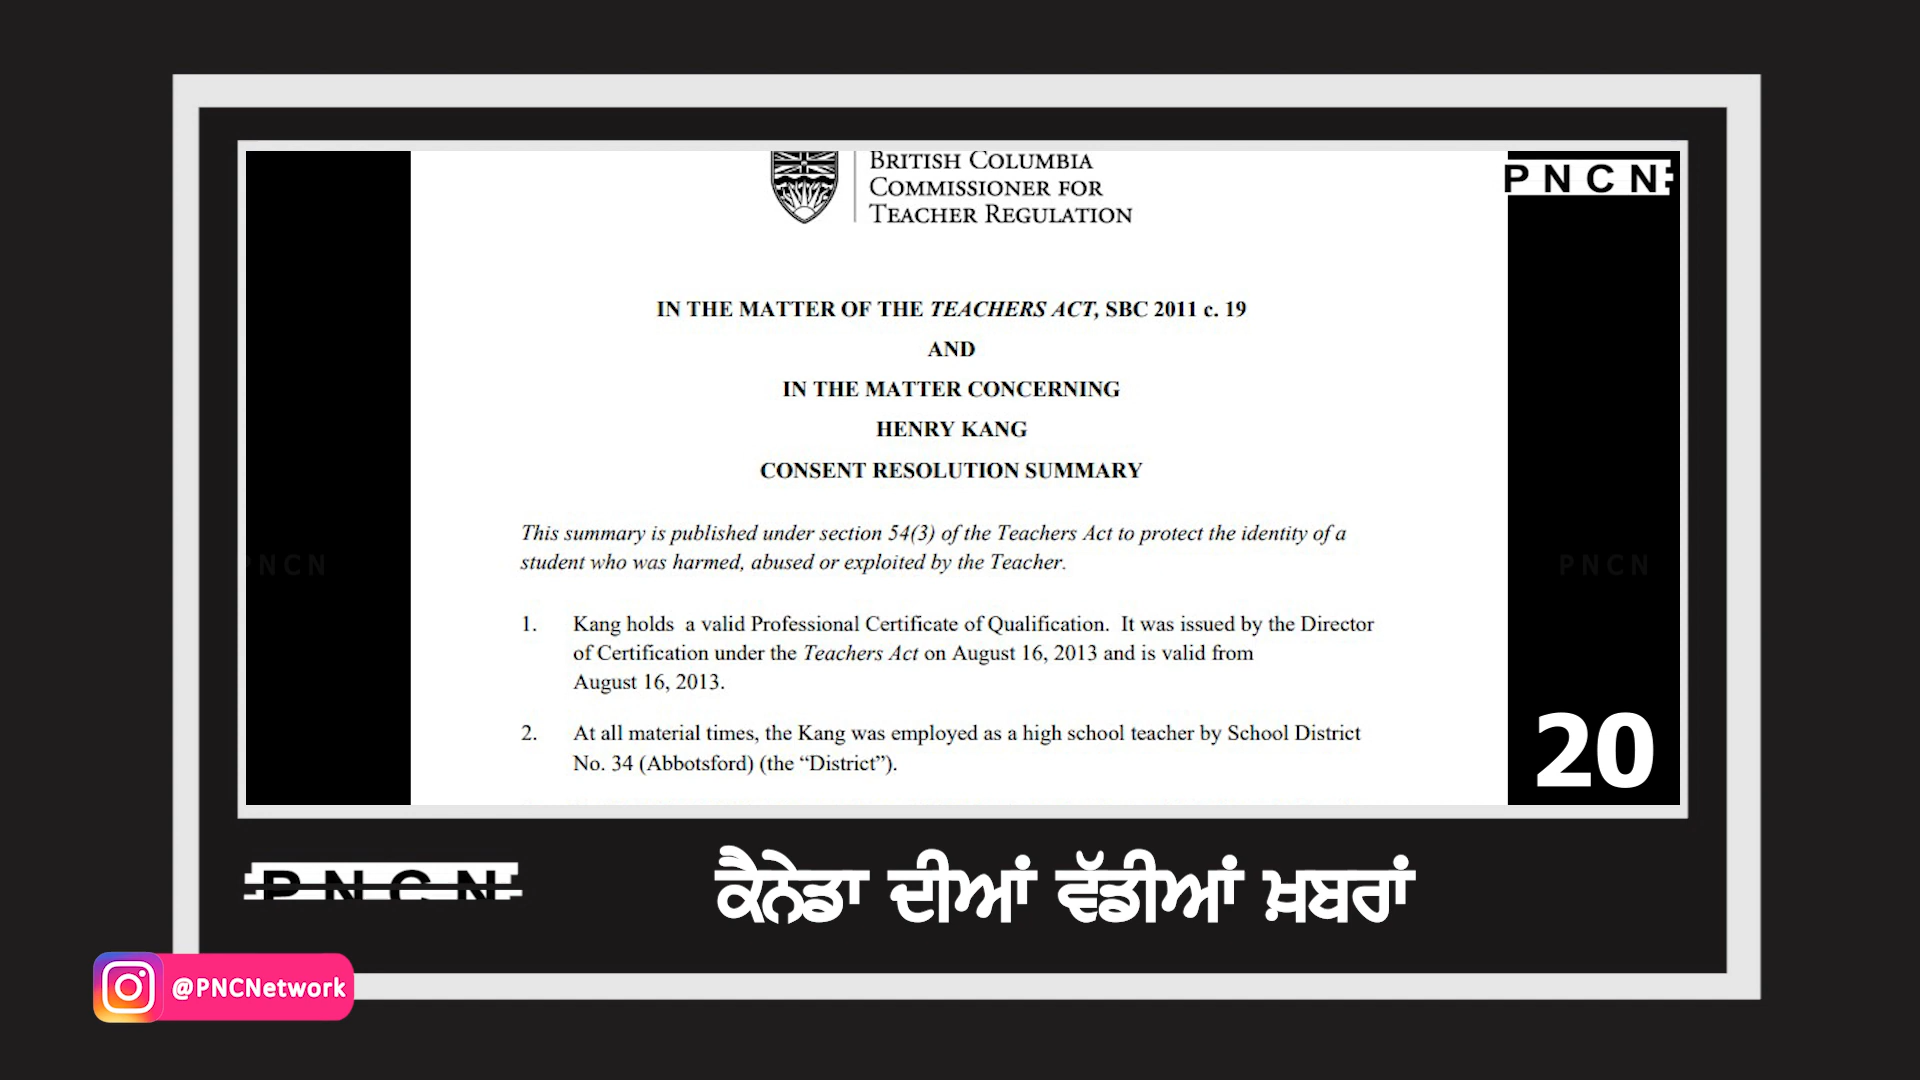 BRITISH COLUMBIA
COMMISSIONER FOR
TEACHER REGULATION
PNCN
IN THE MATTER OF THE TEACHERS ACT, SBC 2011 c. 19
AND
IN THE MATTER CONCERNING
HENRY KANG
CONSENT RESOLUTION SUMMARY
This summary is published under section 54(3) of the Teachers Act to protect the identity of a
student who was harmed, abused or exploited by the Teacher.
PNCN
PNCN
1. Kang holds a valid Professional Certificate of Qualification. It was issued by the Director
of Certification under the Teachers Act on August 16, 2013 and is valid from
August 16, 2013.
2. At all material times, the Kang was employed as a high school teacher by School District
No. 34 (Abbotsford) (the “District”).
20
PNCN
ਕੈਨੇਡਾ ਦੀਆਂ ਵੱਡੀਆਂ ਖ਼ਬਰਾਂ
@PNCNetwork